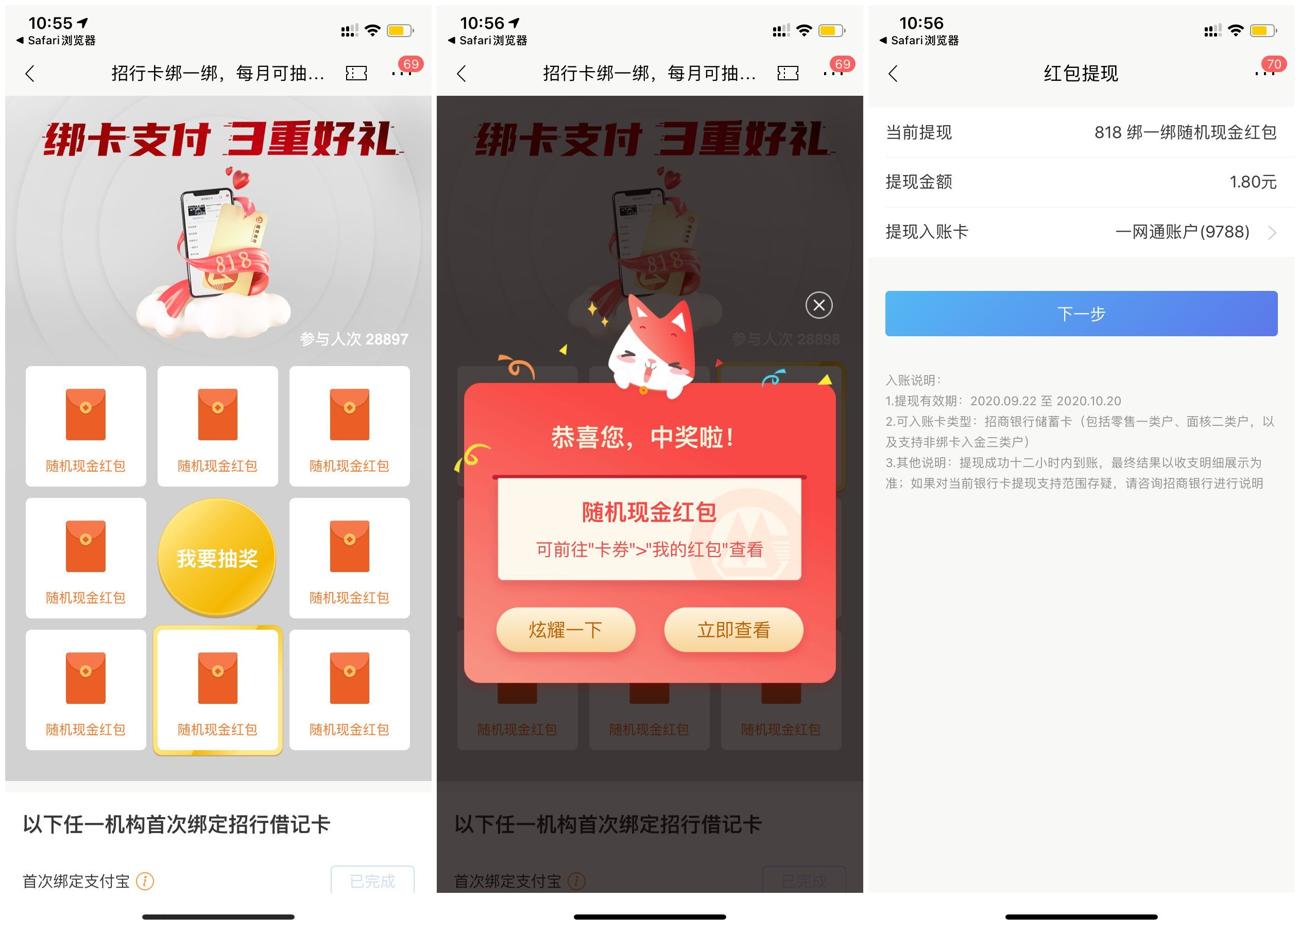 10:55
Safari浏览器
69
招行卡绑一绑，每月可抽...
绑卡支付 3重好礼
818
参与人次 28897
随机现金红包
随机现金红包
随机现金红包
随机现金红包
我要抽奖
随机现金红包
随机现金红包
随机现金红包
随机现金红包
以下任一机构首次绑定招行借记卡
首次绑定支付宝
已完成
10:56
Safari浏览器
69
招行卡绑一绑，每月可抽...
绑卡支付 3重好礼
818
参与人次 28898
恭喜您，中奖啦！
随机现金红包
可前往"卡券">"我的红包"查看
炫耀一下
立即查看
随机现金红包
随机现金红包
随机现金红包
以下任一机构首次绑定招行借记卡
首次绑定支付宝
已完成
10:56
Safari浏览器
70
红包提现
当前提现
818 绑一绑随机现金红包
提现金额
1.80元
提现入账卡
一网通账户(9788)
下一步
入账说明：
1.提现有效期：2020.09.22 至 2020.10.20
2.可入账卡类型：招商银行储蓄卡（包括零售一类户、面核二类户，以
及支持非绑卡入金三类户）
3.其他说明：提现成功十二小时内到账，最终结果以收支明细展示为
准；如果对当前银行卡提现支持范围存疑，请咨询招商银行进行说明